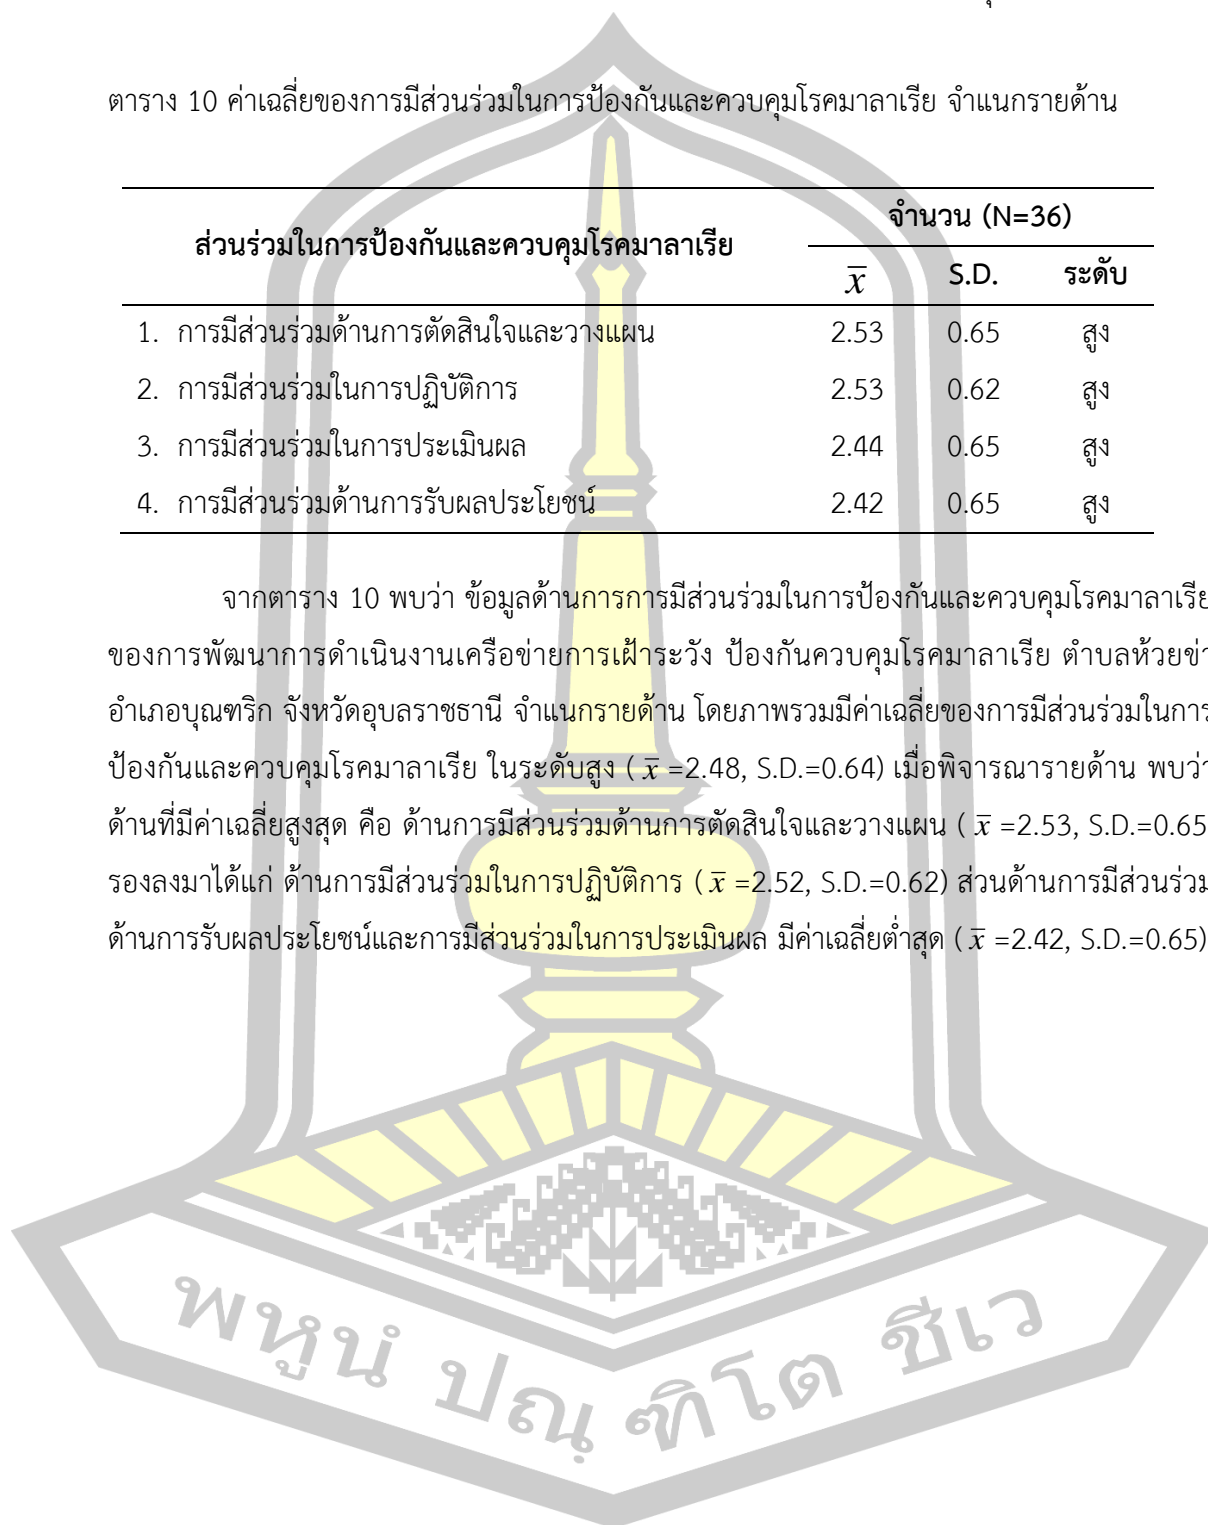 ตาราง 10 ค่าเฉลี่ยของการมีส่วนร่วมในการป้องกันและควบคุมโรคมาลาเรีย จำแนกรายด้าน
ส่วนร่วมในการป้องกันและควบคุมโรคมาลาเรีย จำนวน (N=36)
x̄ S.D. ระดับ
1. การมีส่วนร่วมด้านการตัดสินใจและวางแผน 2.53 0.65 สูง
2. การมีส่วนร่วมในการปฏิบัติการ 2.53 0.62 สูง
3. การมีส่วนร่วมในการประเมินผล 2.44 0.65 สูง
4. การมีส่วนร่วมด้านการรับผลประโยชน์ 2.42 0.65 สูง
จากตาราง 10 พบว่า ข้อมูลด้านการการมีส่วนร่วมในการป้องกันและควบคุมโรคมาลาเรีย
ของการพัฒนาการดำเนินงานเครือข่ายการเฝ้าระวัง ป้องกันควบคุมโรคมาลาเรีย ตำบลห้วยข่า
อำเภอบุณฑริก จังหวัดอุบลราชธานี จำแนกรายด้าน โดยภาพรวมมีค่าเฉลี่ยของการมีส่วนร่วมในการ
ป้องกันและควบคุมโรคมาลาเรีย ในระดับสูง ( x̄ =2.48, S.D.=0.64) เมื่อพิจารณารายด้าน พบว่า
ด้านที่มีค่าเฉลี่ยสูงสุด คือ ด้านการมีส่วนร่วมด้านการตัดสินใจและวางแผน ( x̄ =2.53, S.D.=0.65
รองลงมาได้แก่ ด้านการมีส่วนร่วมในการปฏิบัติการ ( x̄ =2.52, S.D.=0.62) ส่วนด้านการมีส่วนร่วม
ด้านการรับผลประโยชน์และการมีส่วนร่วมในการประเมินผล มีค่าเฉลี่ยต่ำสุด ( x̄ =2.42, S.D.=0.65)
พหูนํ ปณฺ ฑิโต ชีเว